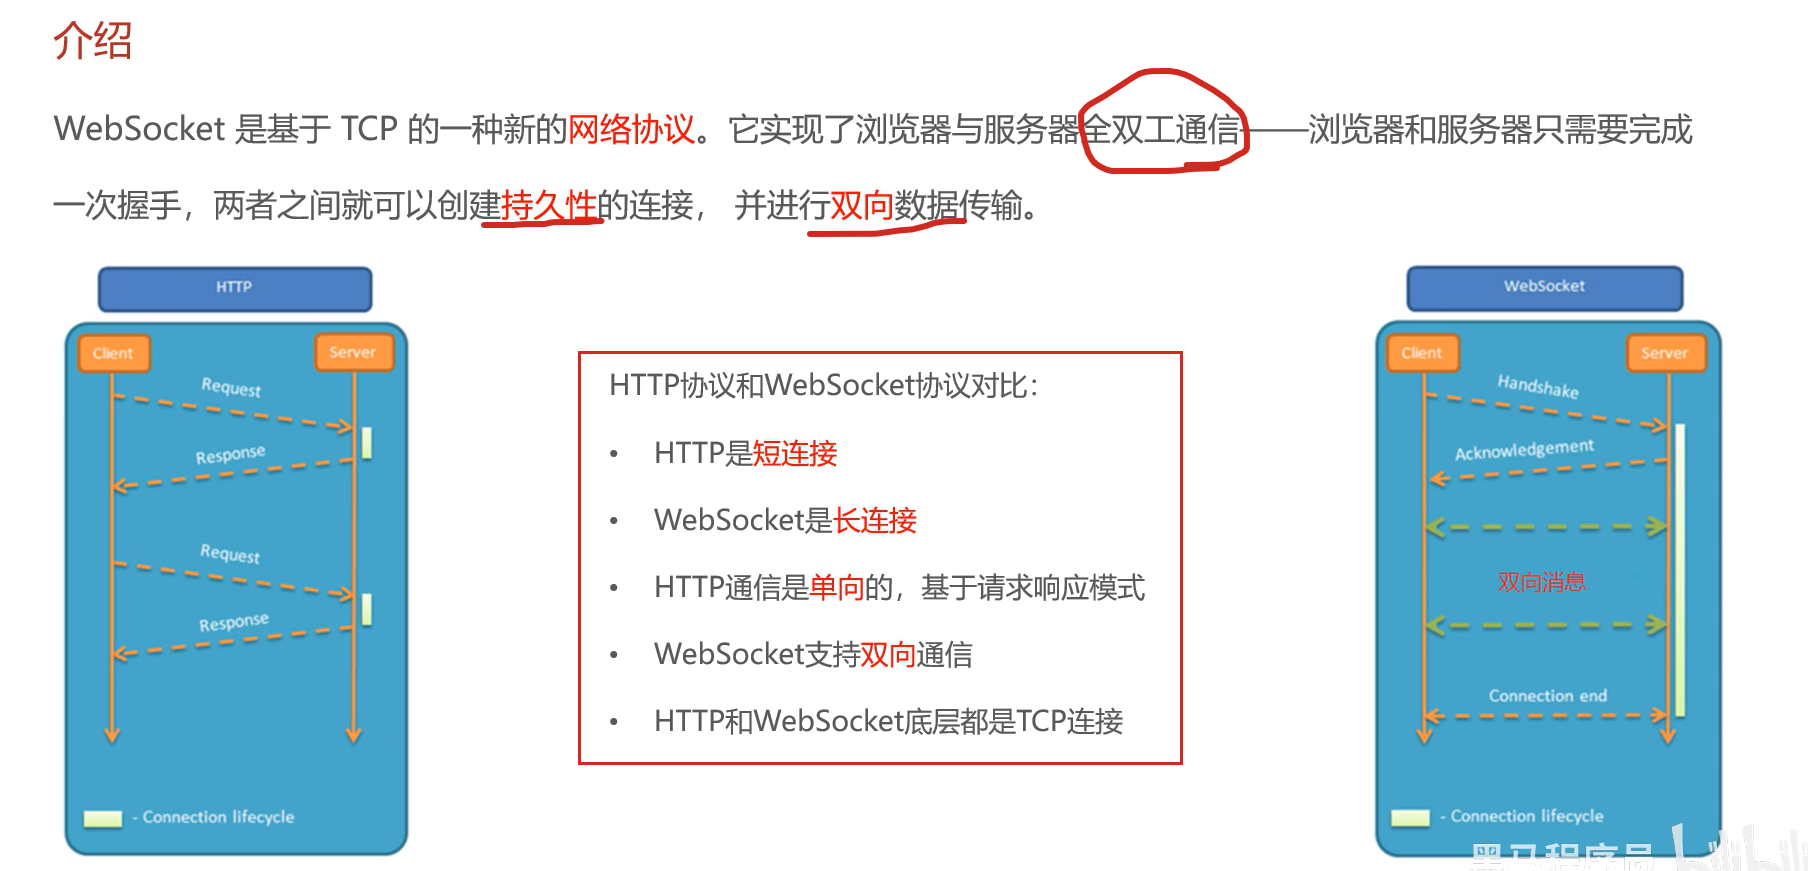 介绍
WebSocket 是基于 TCP 的一种新的网络协议。它实现了浏览器与服务器全双工通信——浏览器和服务器只需要完成
一次握手，两者之间就可以创建持久性的连接， 并进行双向数据传输。
HTTP
Client
Server
Request
Response
Request
Response
- Connection lifecycle
HTTP协议和WebSocket协议对比：
• HTTP是短连接
• WebSocket是长连接
• HTTP通信是单向的，基于请求响应模式
• WebSocket支持双向通信
• HTTP和WebSocket底层都是TCP连接
WebSocket
Client
Server
Handshake
Acknowledgement
双向消息
Connection end
- Connection lifecycle
黑马程序员
bilibili